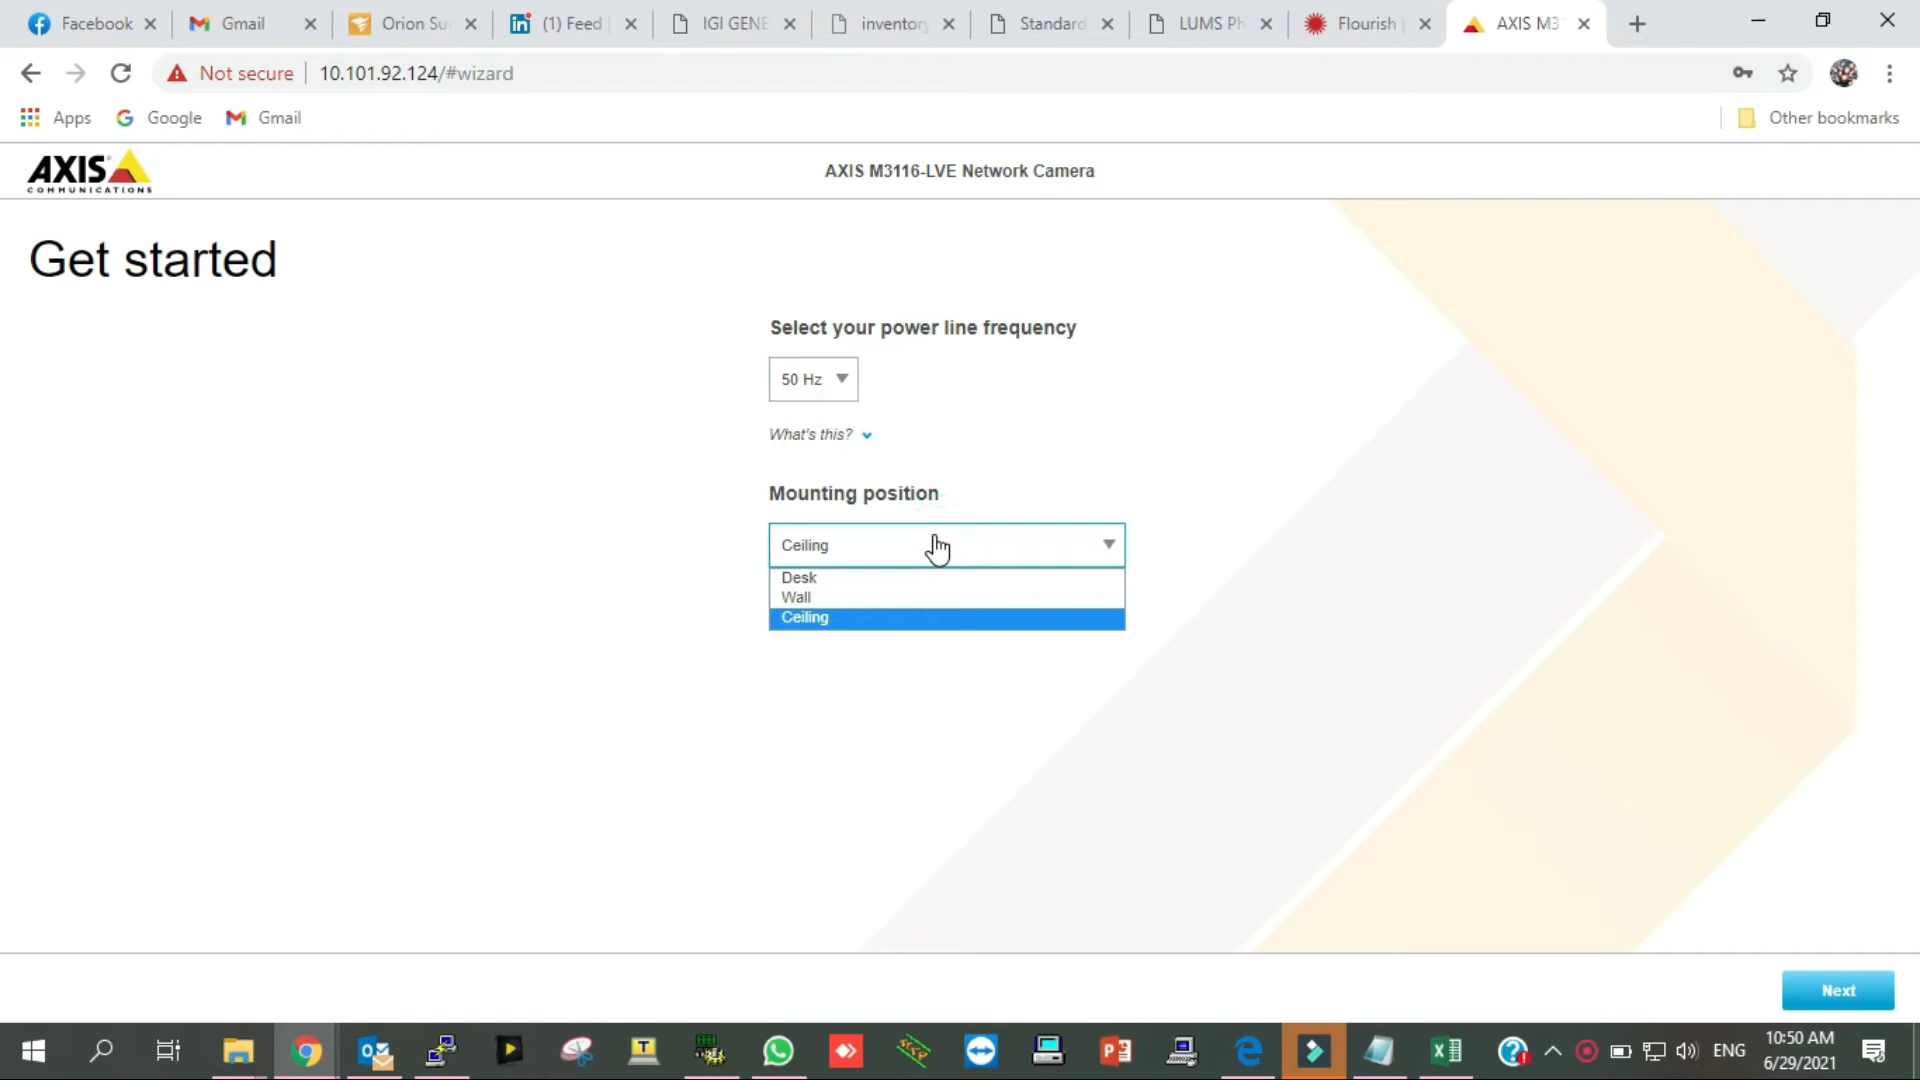 Facebook
Gmail
Orion Su
(1) Feed
IGI GENE
inventory
Standard
LUMS Ph
Flourish |
AXIS M3
Not secure
10.101.92.124/#wizard
Apps
Google
Gmail
Other bookmarks
AXIS
COMMUNICATIONS
AXIS M3116-LVE Network Camera
Get started
Select your power line frequency
50 Hz
What's this?
Mounting position
Ceiling
Desk
Wall
Ceiling
Next
ENG
10:50 AM
6/29/2021